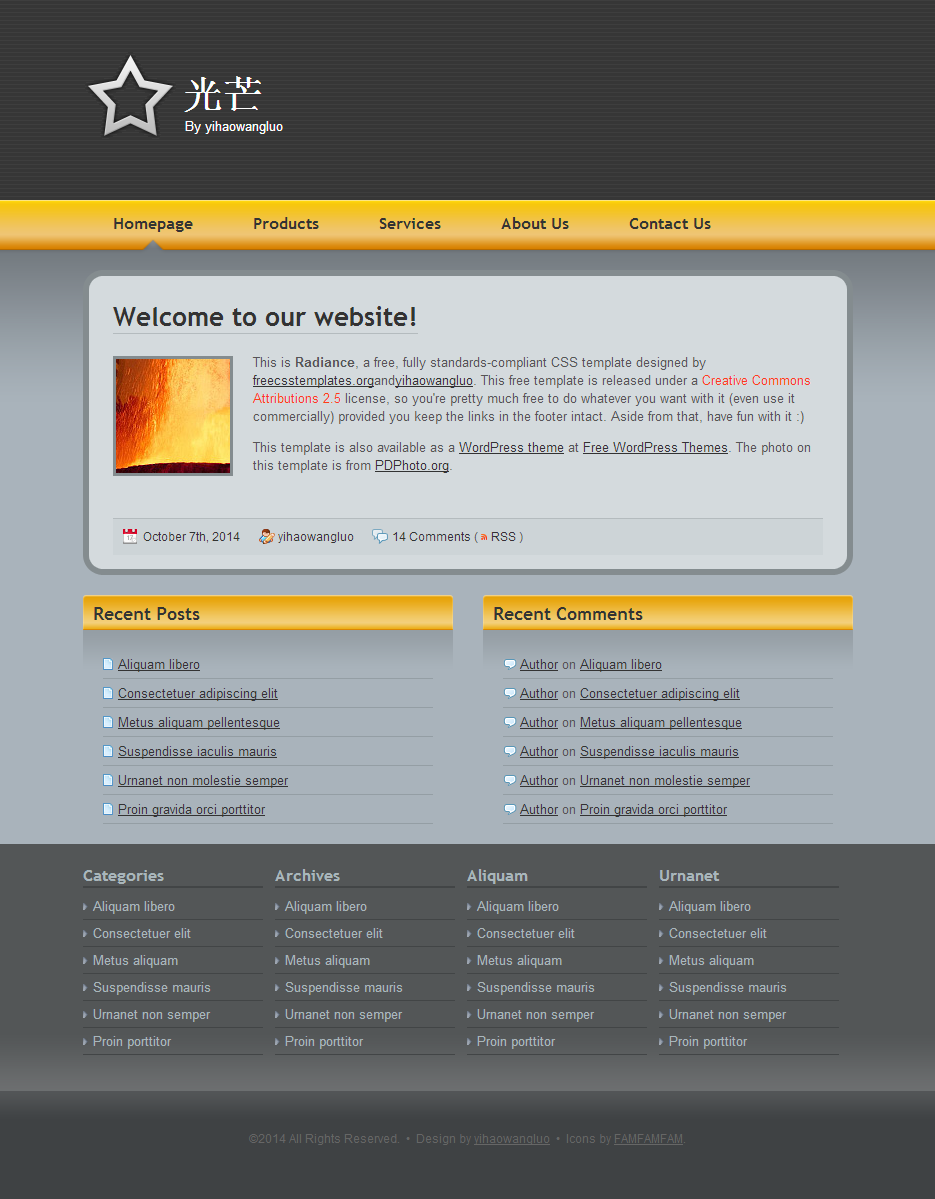 光芒
By yihaowangluo
Homepage Products Services About Us Contact Us
Welcome to our website!
This is Radiance, a free, fully standards-compliant CSS template designed by
freecsstemplates.organdyihaowangluo. This free template is released under a Creative Commons
Attributions 2.5 license, so you're pretty much free to do whatever you want with it (even use it
commercially) provided you keep the links in the footer intact. Aside from that, have fun with it :)
This template is also available as a WordPress theme at Free WordPress Themes. The photo on
this template is from PDPhoto.org.
October 7th, 2014 yihaowangluo 14 Comments ( RSS )
Recent Posts
Aliquam libero
Consectetuer adipiscing elit
Metus aliquam pellentesque
Suspendisse iaculis mauris
Urnanet non molestie semper
Proin gravida orci porttitor
Recent Comments
Author on Aliquam libero
Author on Consectetuer adipiscing elit
Author on Metus aliquam pellentesque
Author on Suspendisse iaculis mauris
Author on Urnanet non molestie semper
Author on Proin gravida orci porttitor
Categories
Aliquam libero
Consectetuer elit
Metus aliquam
Suspendisse mauris
Urnanet non semper
Proin porttitor
Archives
Aliquam libero
Consectetuer elit
Metus aliquam
Suspendisse mauris
Urnanet non semper
Proin porttitor
Aliquam
Aliquam libero
Consectetuer elit
Metus aliquam
Suspendisse mauris
Urnanet non semper
Proin porttitor
Urnanet
Aliquam libero
Consectetuer elit
Metus aliquam
Suspendisse mauris
Urnanet non semper
Proin porttitor
©2014 All Rights Reserved. • Design by yihaowangluo • Icons by FAMFAMFAM.